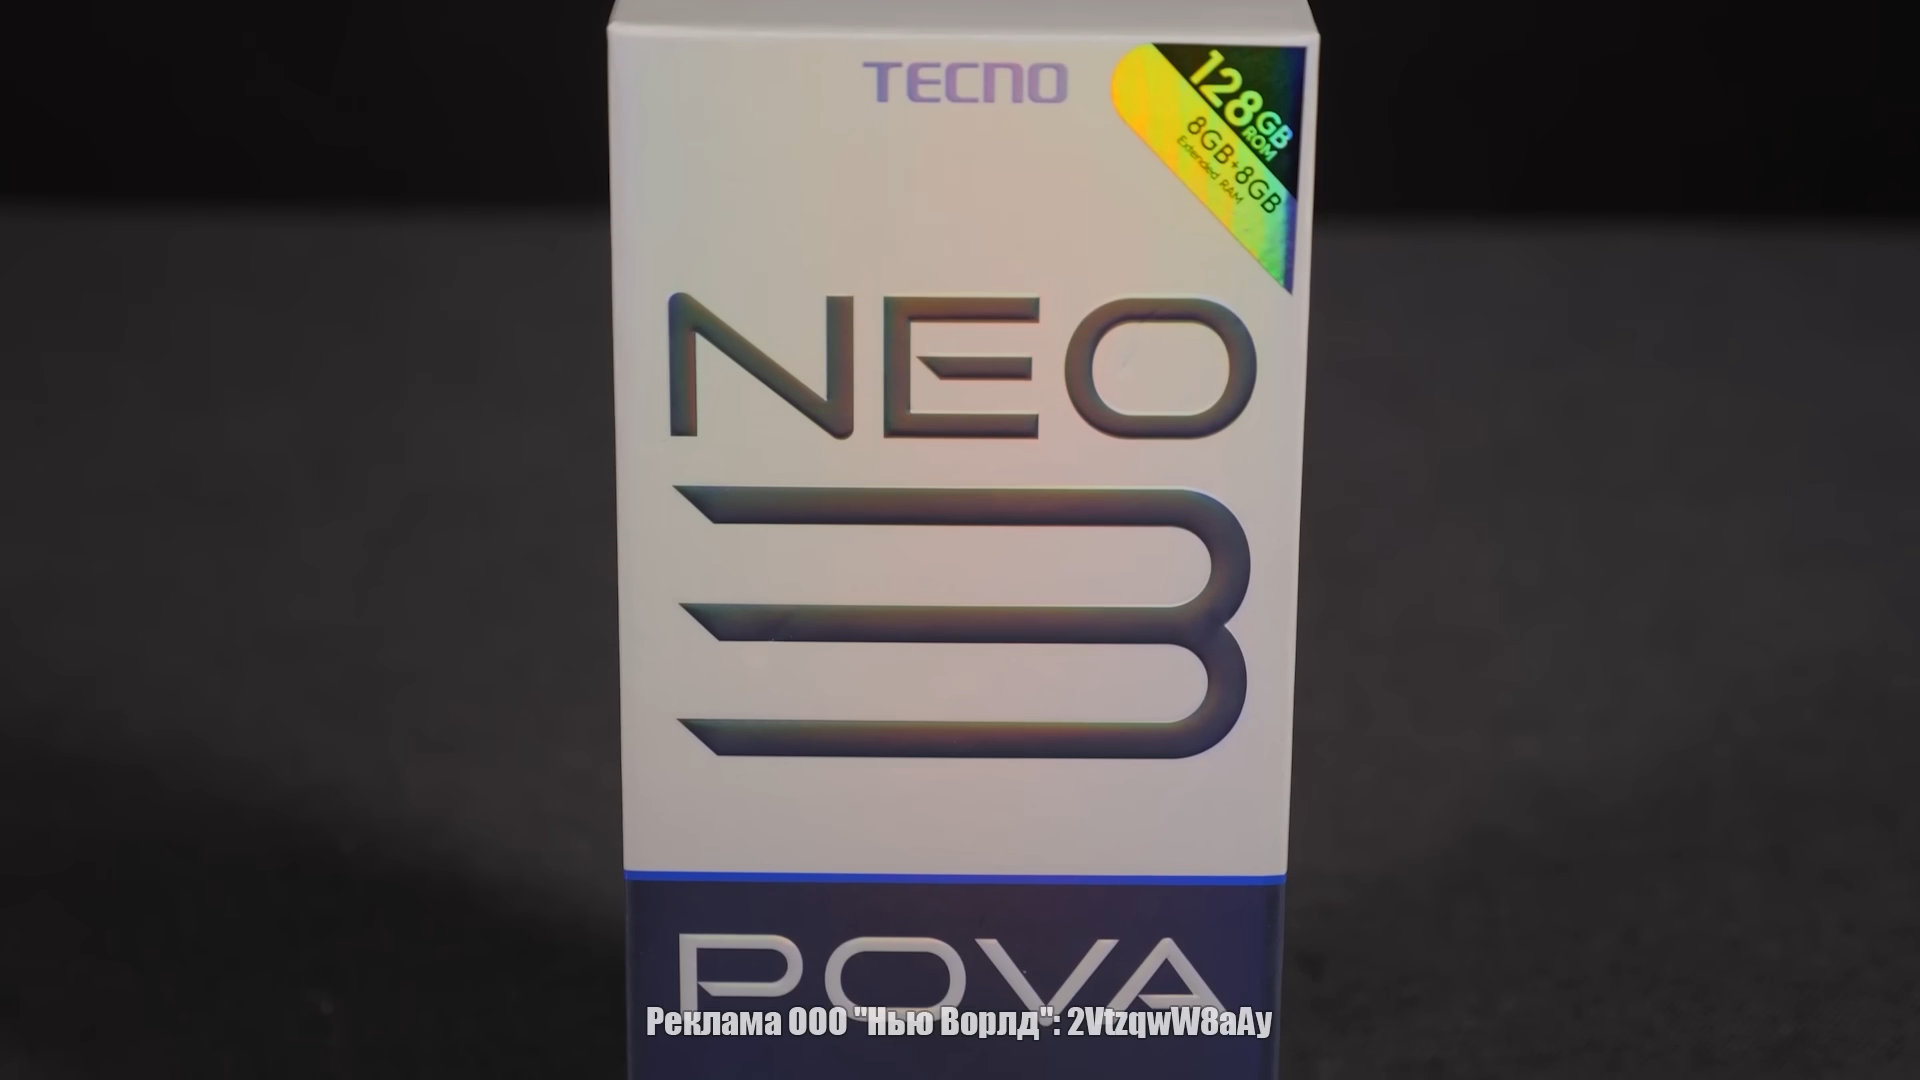 TECNO
128GB
ROM
8GB+8GB
Extended RAM
NEO
3
POVA
Реклама ООО "Нью Ворлд": 2VtzqwW8aAy